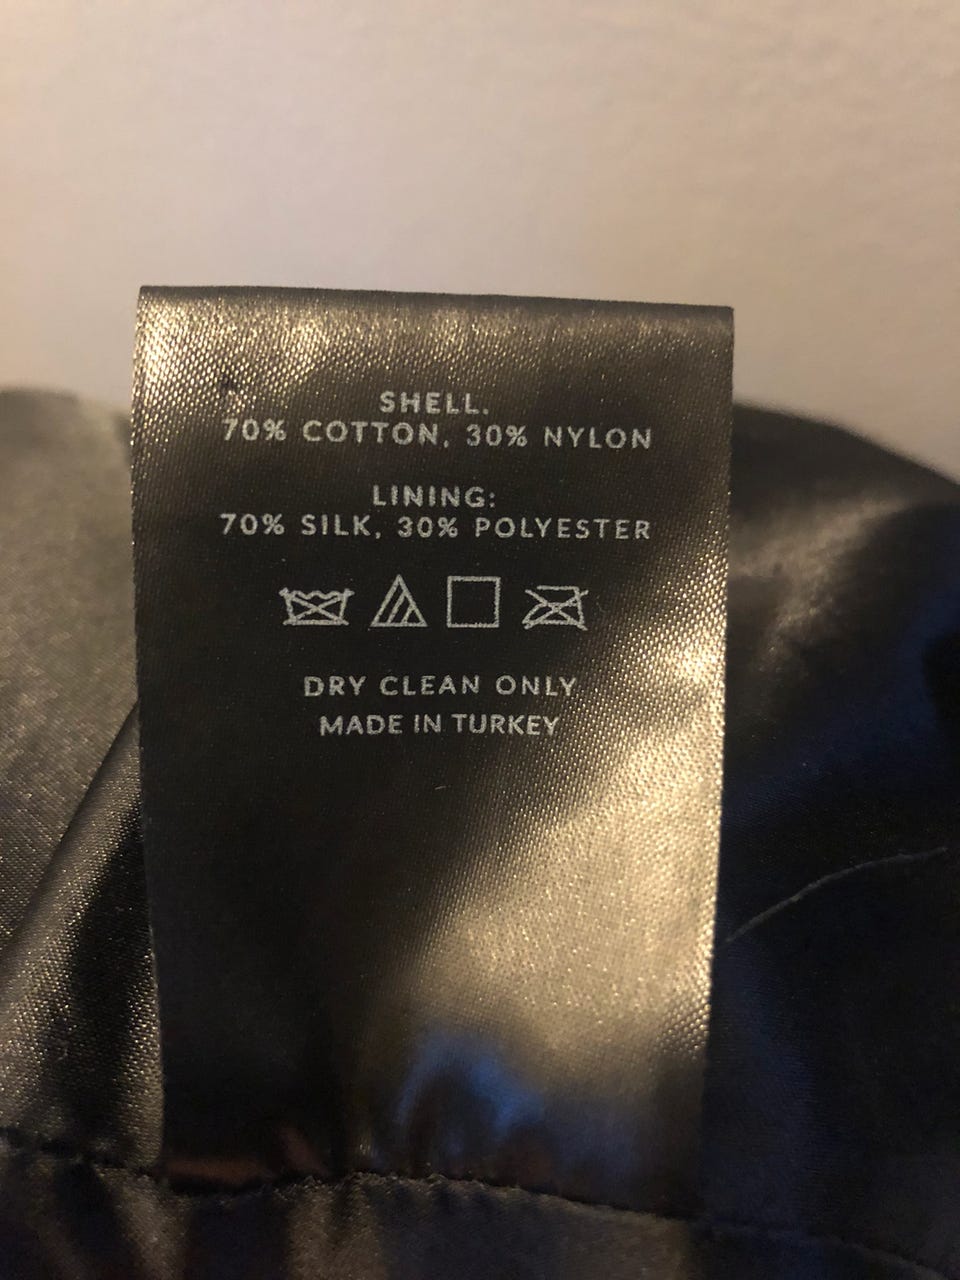 SHELL.
70% COTTON, 30% NYLON
LINING:
70% SILK, 30% POLYESTER
DRY CLEAN ONLY
MADE IN TURKEY